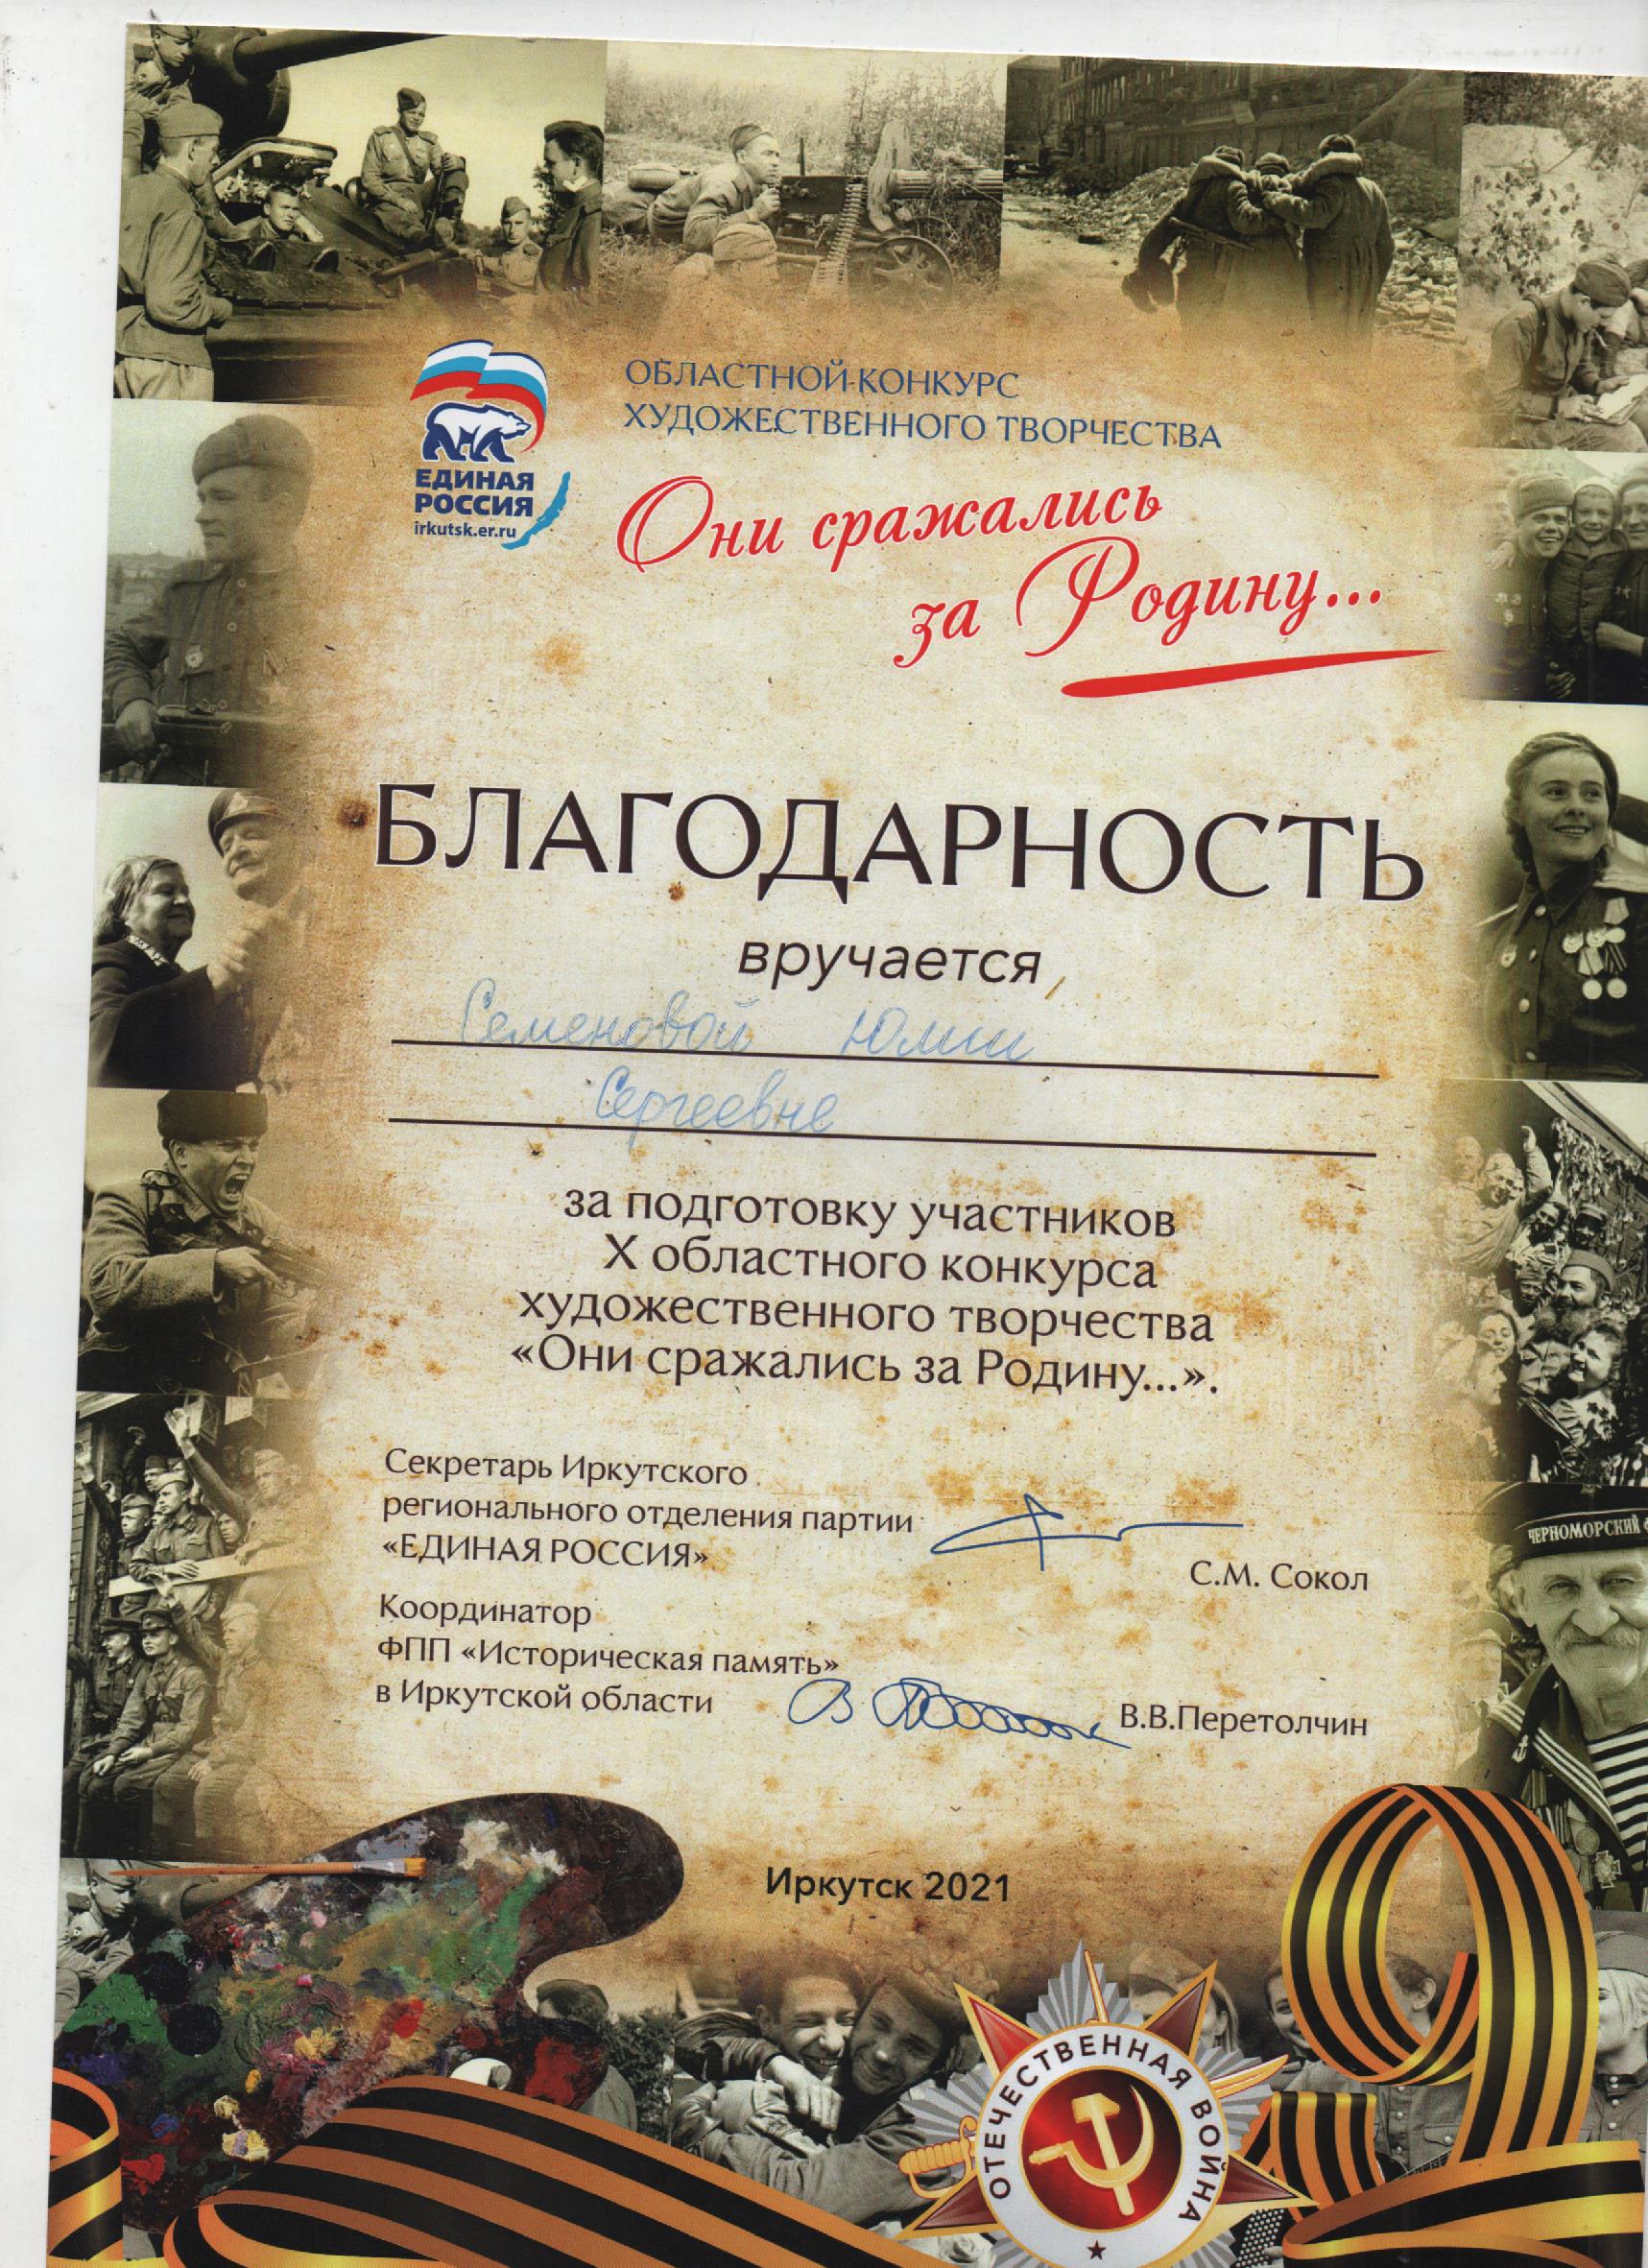 ОБЛАСТНОЙ КОНКУРС
ХУДОЖЕСТВЕННОГО ТВОРЧЕСТВА
ЕДИНАЯ
РОССИЯ
irkutsk.er.ru
Они сражались
за Родину...
БЛАГОДАРНОСТЬ
вручается
Семеновой Юлии
Сергеевне
за подготовку участников
X областного конкурса
художественного творчества
«Они сражались за Родину...».
Секретарь Иркутского
регионального отделения партии
«ЕДИНАЯ РОССИЯ»
С.М. Сокол
Координатор
ФПП «Историческая память»
в Иркутской области
В.В.Перетолчин
ЧЕРНОМОРСКИЙ
Иркутск 2021
ОТЕЧЕСТВЕННАЯ ВОЙНА